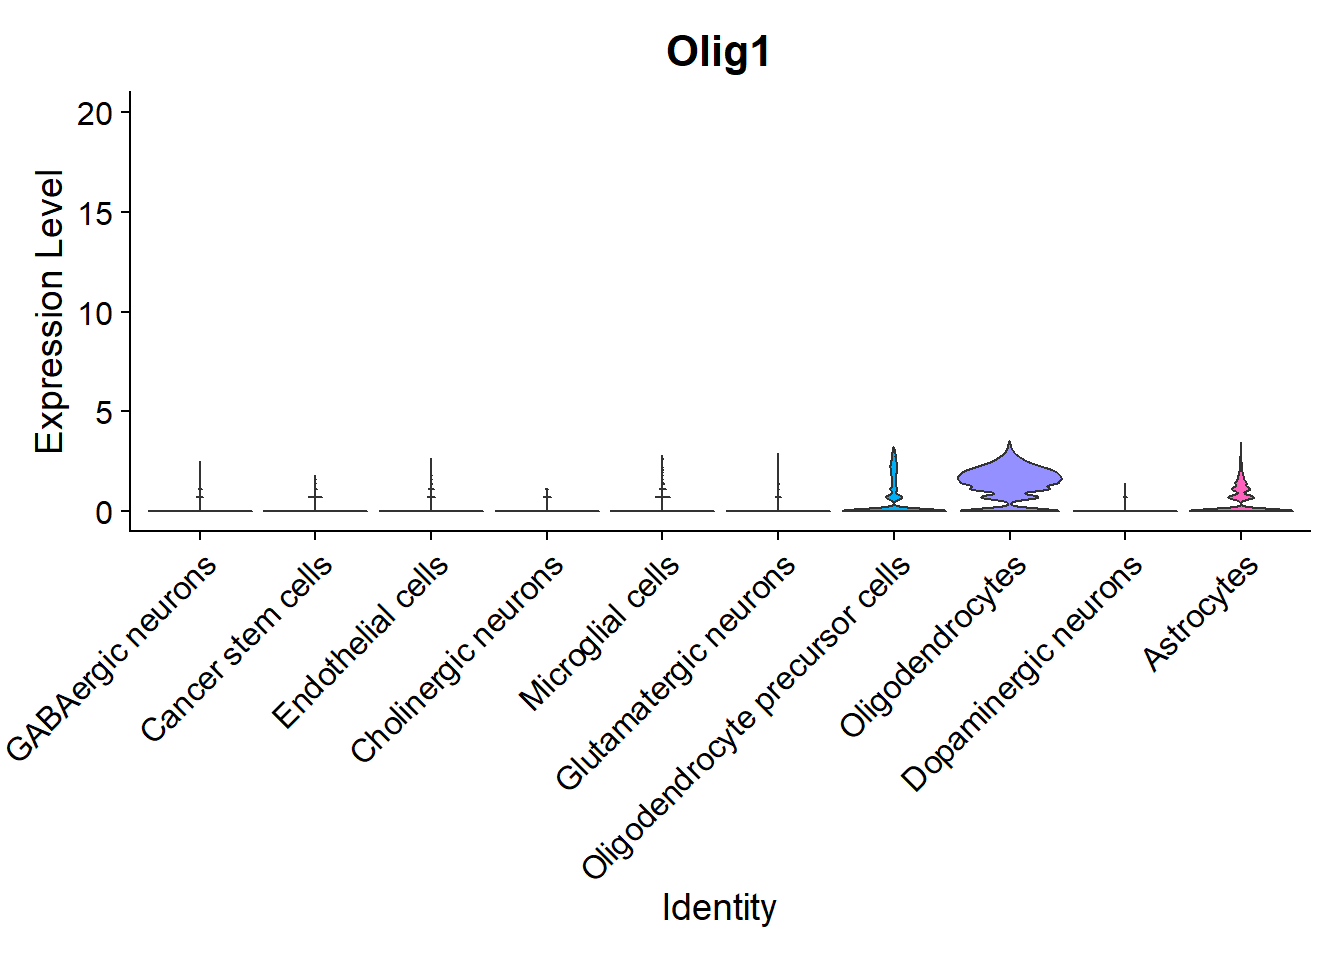 Olig1
Expression Level
20
15
10
5
0
GABAergic neurons
Cancer stem cells
Endothelial cells
Cholinergic neurons
Microglial cells
Glutamatergic neurons
Oligodendrocyte precursor cells
Oligodendrocytes
Dopaminergic neurons
Astrocytes
Identity